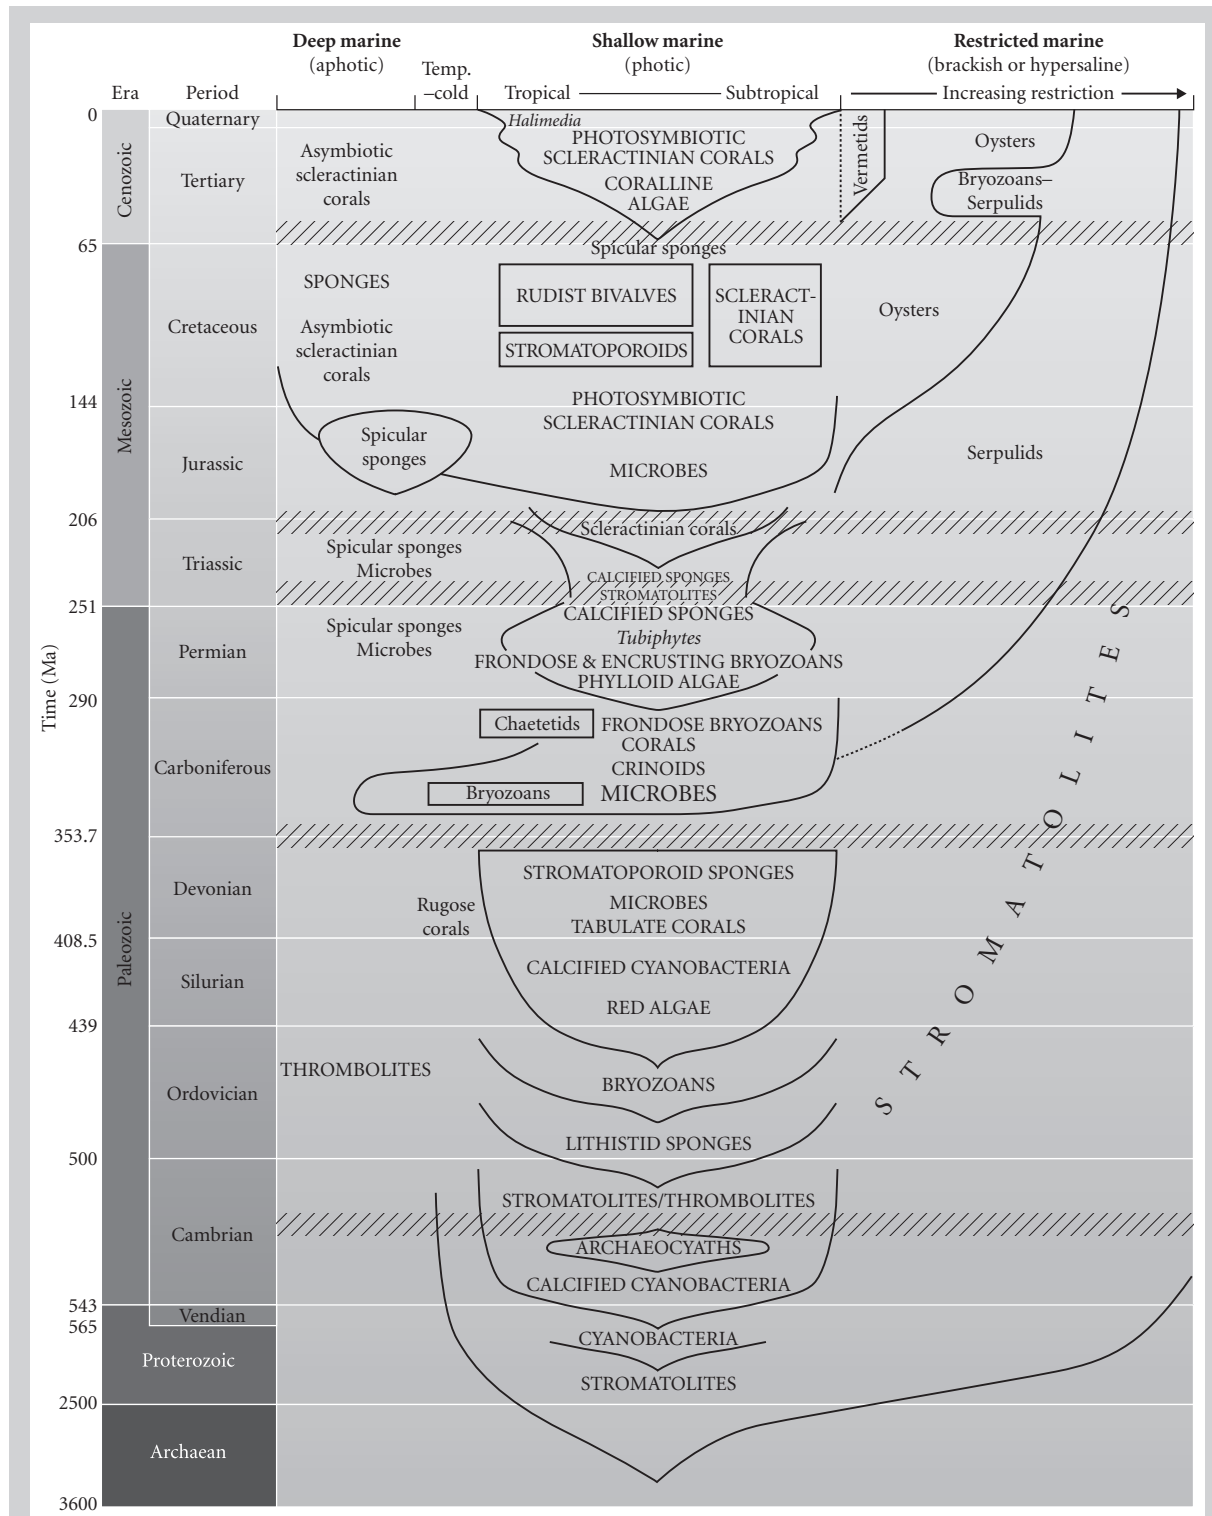 Deep marine
(aphotic)
Temp.
–cold
Shallow marine
(photic)
Tropical
Subtropical
Restricted marine
(brackish or hypersaline)
Increasing restriction
Era
Period
Time (Ma)
0
65
144
206
251
290
353.7
408.5
439
500
543
565
2500
3600
Cenozoic
Mesozoic
Paleozoic
Proterozoic
Archaean
Quaternary
Tertiary
Cretaceous
Jurassic
Triassic
Permian
Carboniferous
Devonian
Silurian
Ordovician
Cambrian
Vendian
Asymbiotic
scleractinian
corals
Halimedia
PHOTOSYMBIOTIC
SCLERACTINIAN CORALS
CORALLINE
ALGAE
Vermetids
Oysters
Bryozoans–
Serpulids
Spicular sponges
SPONGES
Asymbiotic
scleractinian
corals
RUDIST BIVALVES
STROMATOPOROIDS
SCLERACT-
INIAN
CORALS
Oysters
PHOTOSYMBIOTIC
SCLERACTINIAN CORALS
Spicular
sponges
MICROBES
Serpulids
Scleractinian corals
Spicular sponges
Microbes
CALCIFIED SPONGES
STROMATOLITES
CALCIFIED SPONGES
Tubiphytes
Spicular sponges
Microbes
FRONDOSE & ENCRUSTING BRYOZOANS
PHYLLOID ALGAE
Chaetetids
FRONDOSE BRYOZOANS
CORALS
CRINOIDS
Bryozoans
MICROBES
STROMATOPOROID SPONGES
MICROBES
TABULATE CORALS
Rugose
corals
CALCIFIED CYANOBACTERIA
RED ALGAE
THROMBOLITES
BRYOZOANS
LITHISTID SPONGES
STROMATOLITES/THROMBOLITES
ARCHAEOCYATHS
CALCIFIED CYANOBACTERIA
CYANOBACTERIA
STROMATOLITES
STROMATOLITES